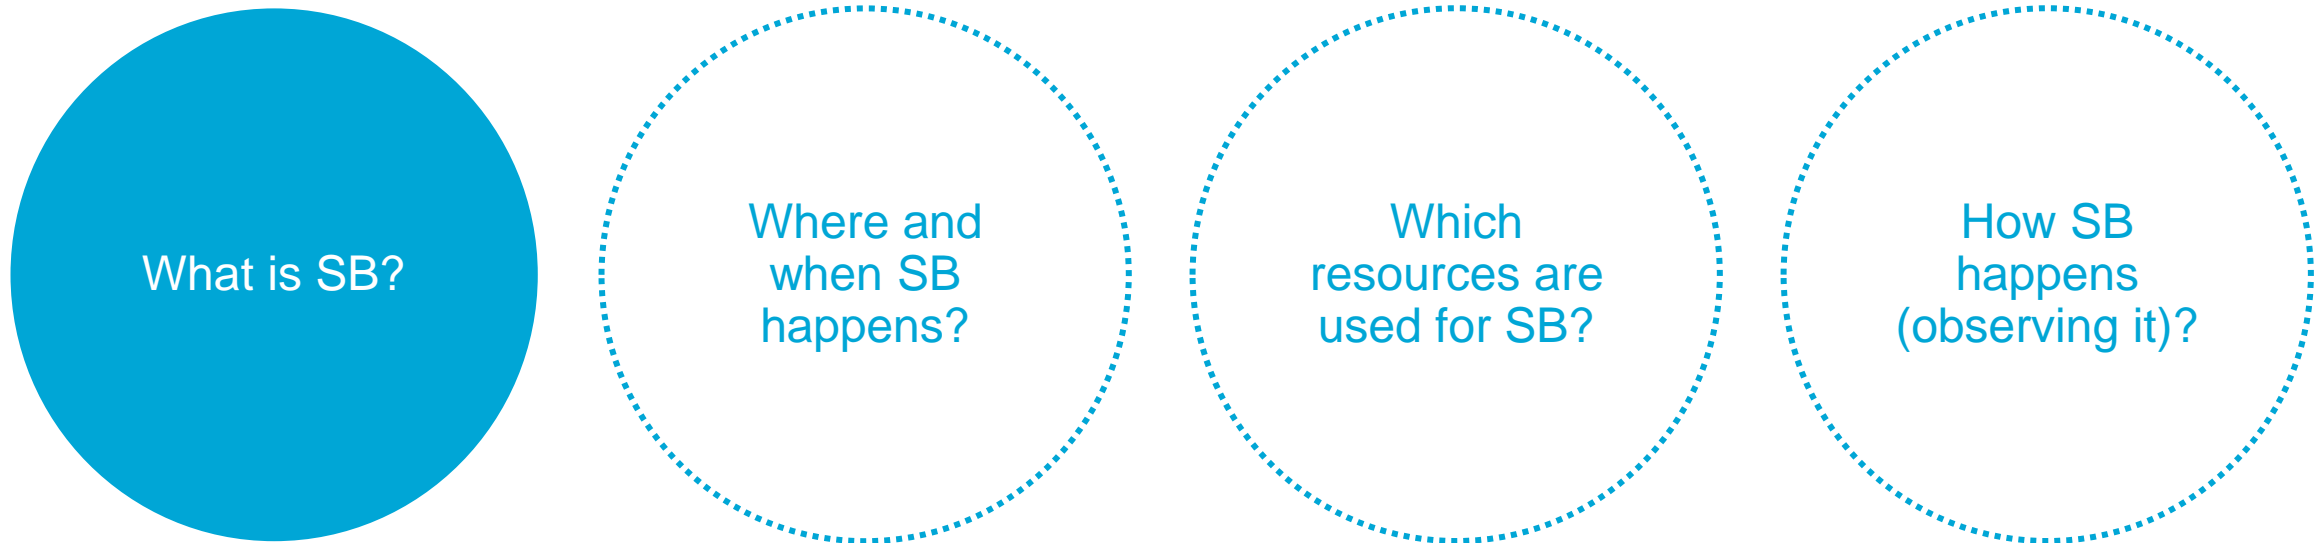 What is SB?
Where and
when SB
happens?
Which
resources are
used for SB?
How SB
happens
(observing it)?